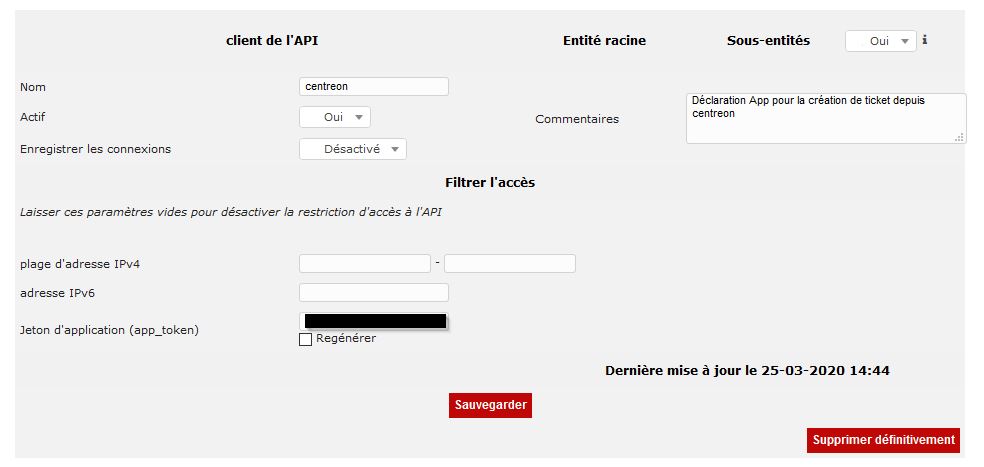 client de l'API Entité racine Sous-entités Oui i
Nom centreon
Actif Oui
Commentaires Déclaration App pour la création de ticket depuis
centreon
Enregistrer les connexions Désactivé
Filtrer l'accès
Laisser ces paramètres vides pour désactiver la restriction d'accès à l'API
plage d'adresse IPv4 -
adresse IPv6
Jeton d'application (app_token)
Regénérer
Dernière mise à jour le 25-03-2020 14:44
Sauvegarder
Supprimer définitivement